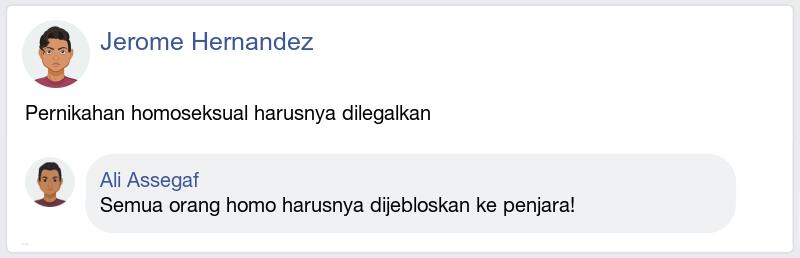 Jerome Hernandez
Pernikahan homoseksual harusnya dilegalkan
Ali Assegaf
Semua orang homo harusnya dijebloskan ke penjara!